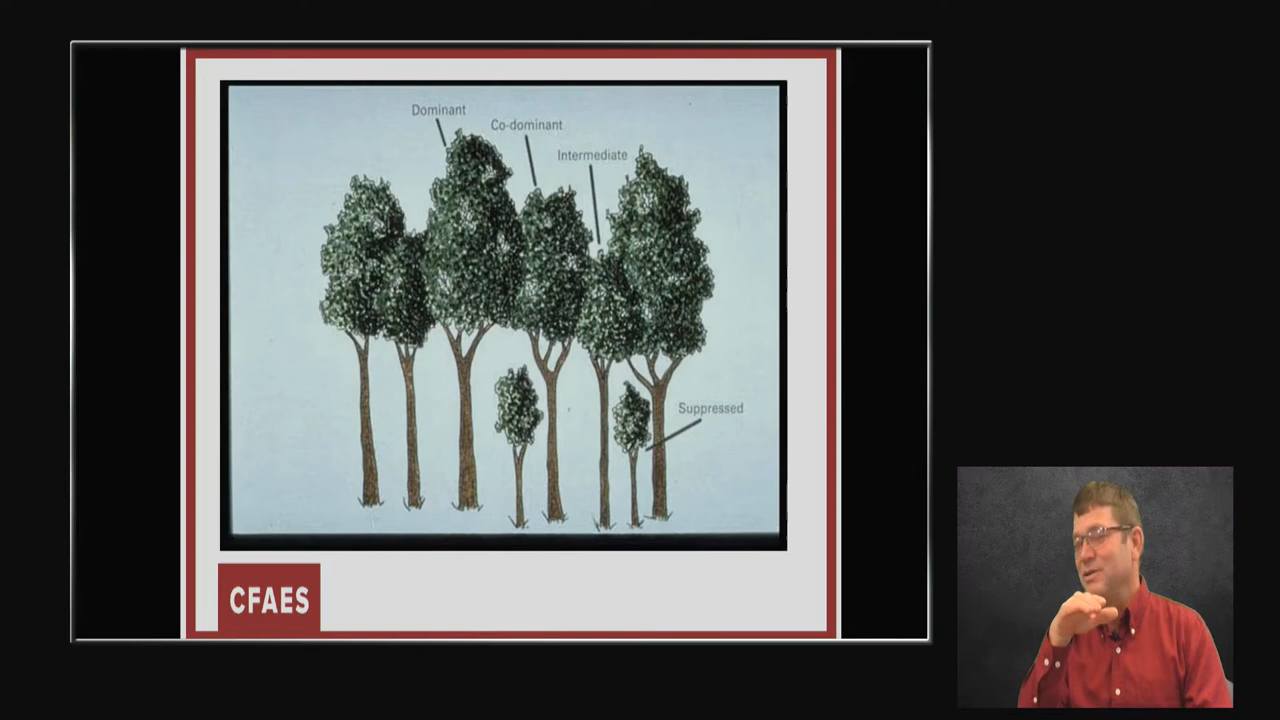 Dominant
Co-dominant
Intermediate
Suppressed
CFAES